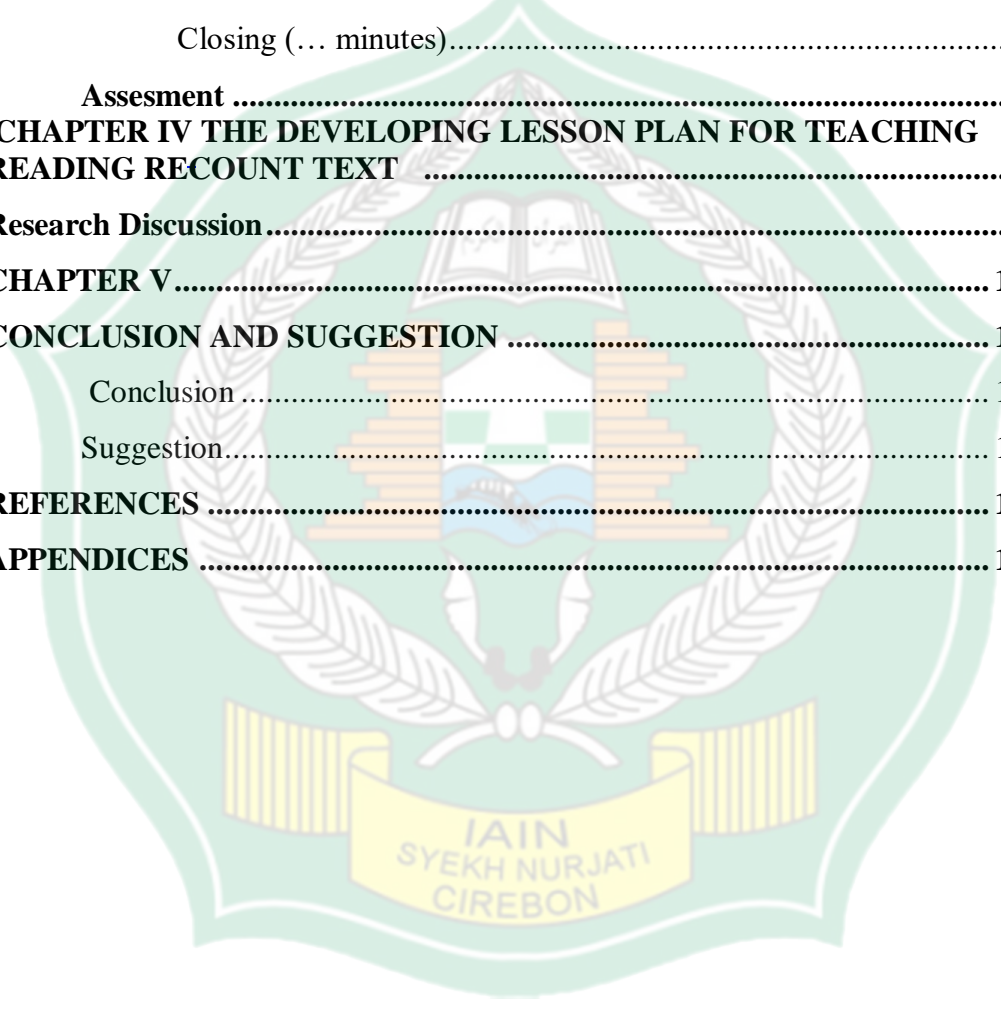 Closing (… minutes)
Assesment
CHAPTER IV THE DEVELOPING LESSON PLAN FOR TEACHING
READING RECOUNT TEXT
Research Discussion
CHAPTER V
CONCLUSION AND SUGGESTION
Conclusion
Suggestion
REFERENCES
APPENDICES
IAIN
SYEKH NURJATI
CIREBON